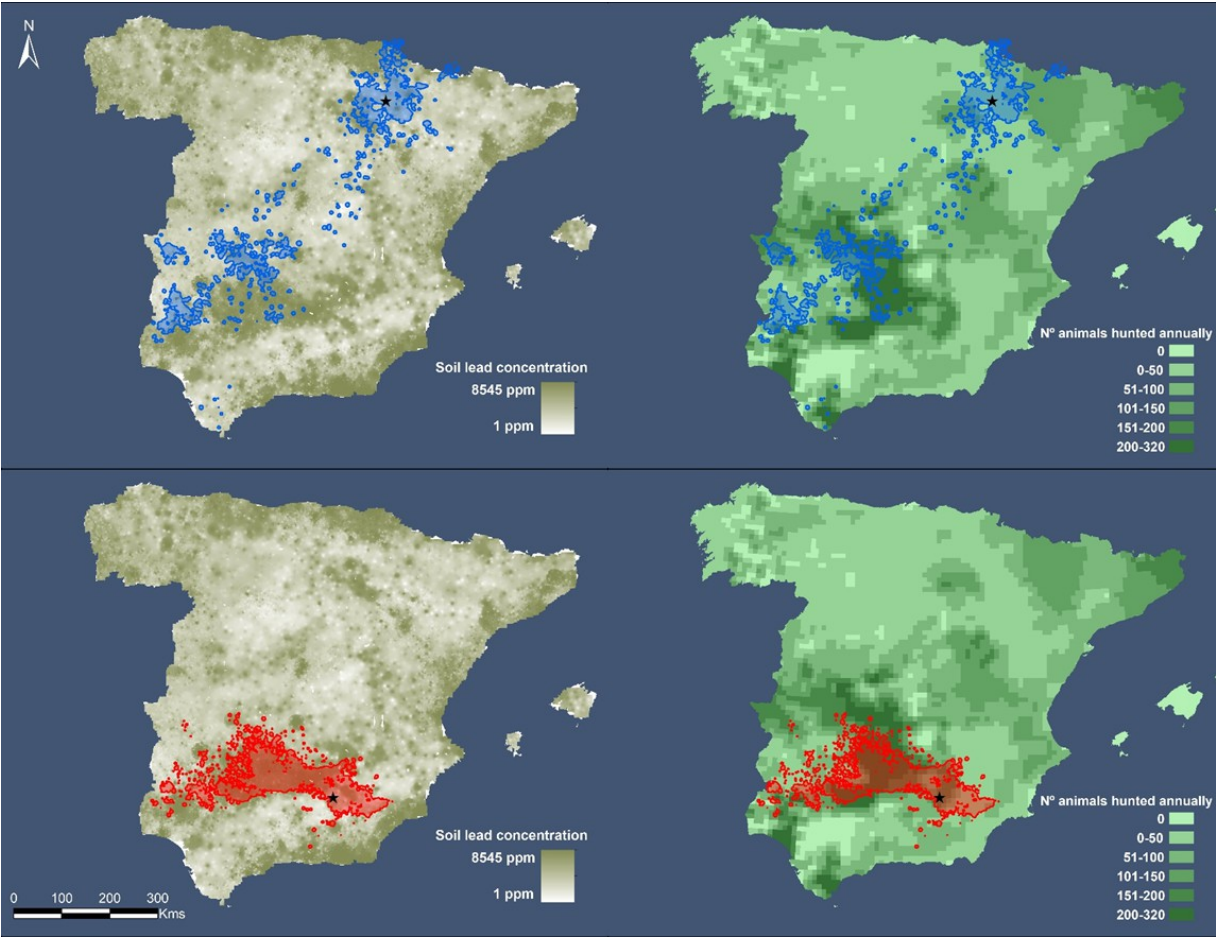 N
Soil lead concentration
8545 ppm
1 ppm
Nº animals hunted annually
0
0-50
51-100
101-150
151-200
200-320
Soil lead concentration
8545 ppm
1 ppm
0 100 200 300
Kms
Nº animals hunted annually
0
0-50
51-100
101-150
151-200
200-320